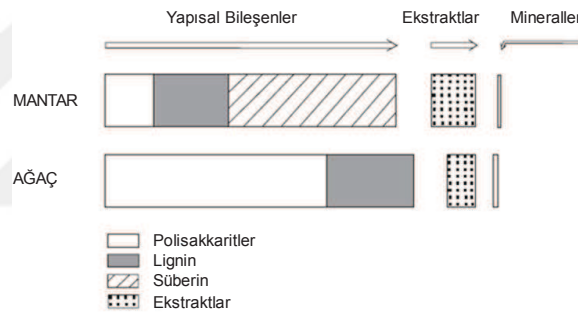 Yapısal Bileşenler Ekstraktlar Mineraller
MANTAR
AĞAÇ
Polisakkaritler
Lignin
Süberin
Ekstraktlar